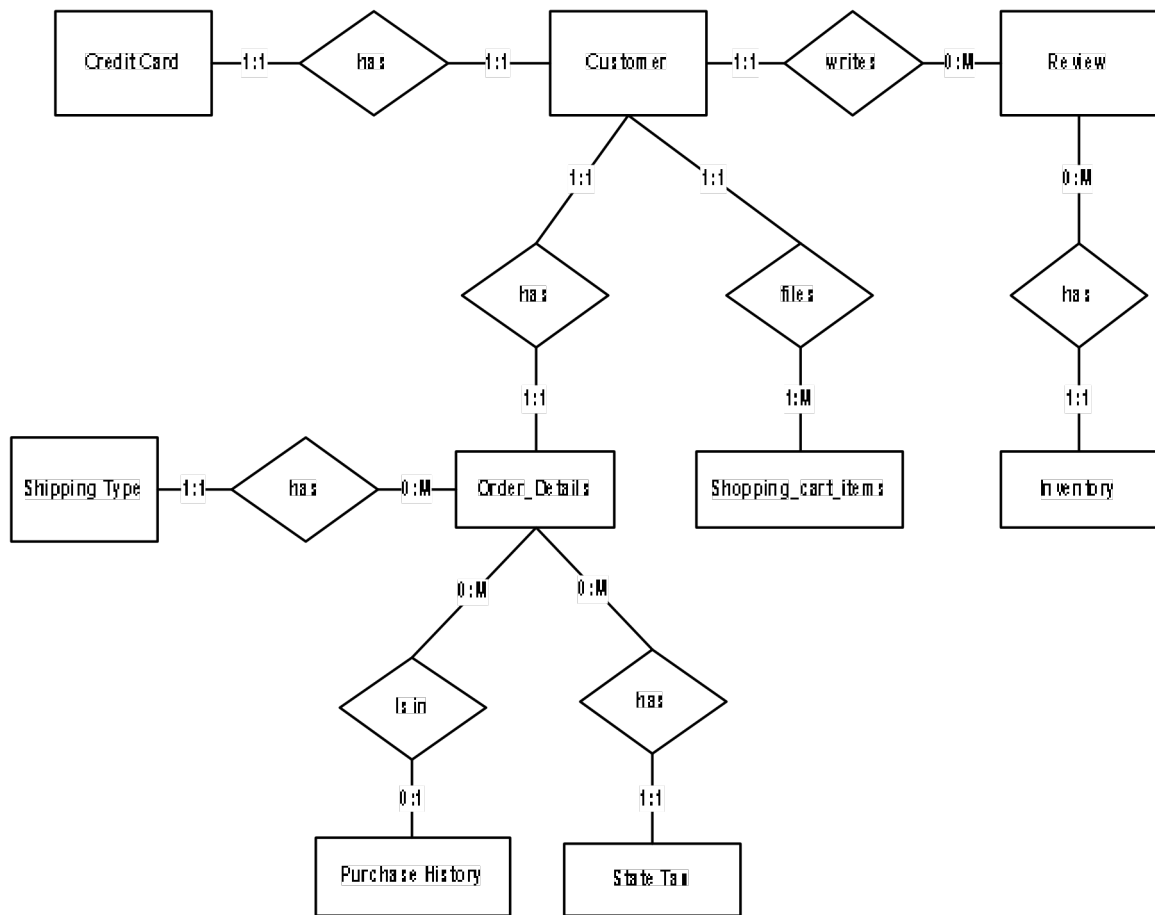 Credit Card
1:1
has
1:1
Customer
1:1
writes
0:M
Review
1:1
1:1
0:M
has
files
has
1:1
1:M
1:1
Shipping Type
1:1
has
0:M
Order_Details
Shopping_cart_items
Inventory
0:M
0:M
Is in
has
0:1
1:1
Purchase History
State Tax